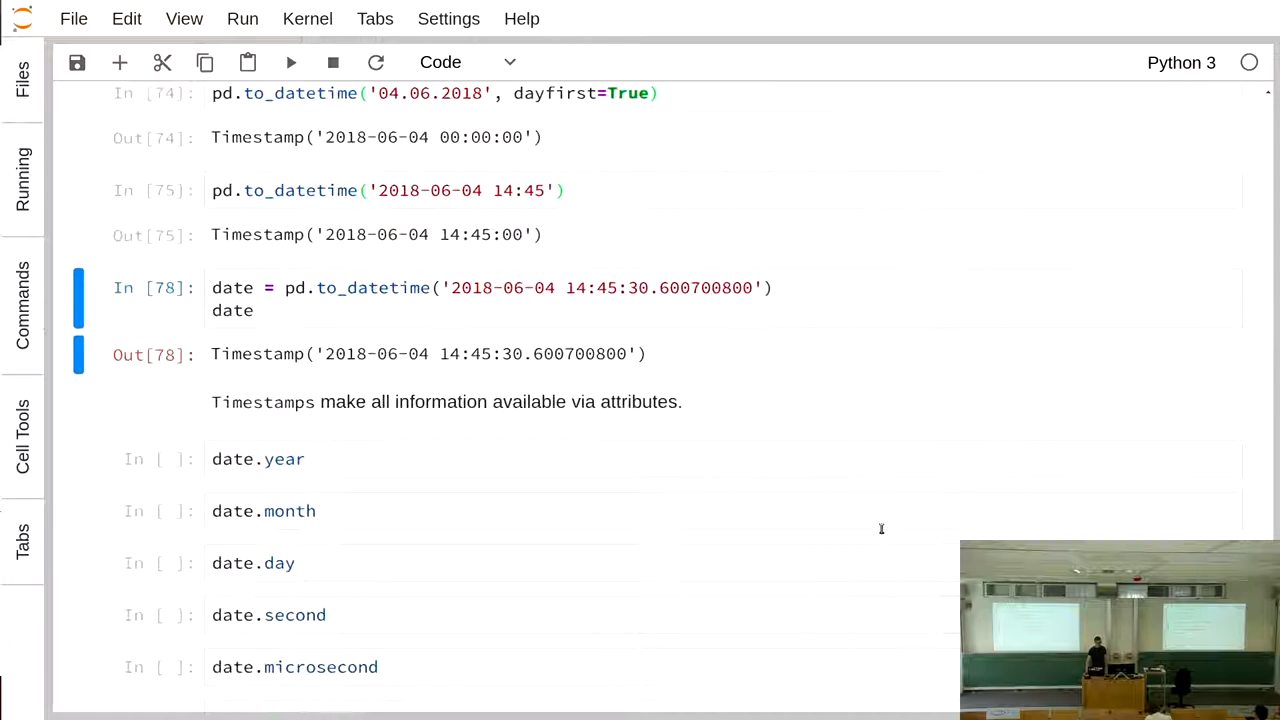 File Edit View Run Kernel Tabs Settings Help
Code Python 3
Files
Running
Commands
Cell Tools
Tabs
In [74]: pd.to_datetime('04.06.2018', dayfirst=True)
Out[74]: Timestamp('2018-06-04 00:00:00')
In [75]: pd.to_datetime('2018-06-04 14:45')
Out[75]: Timestamp('2018-06-04 14:45:00')
In [78]: date = pd.to_datetime('2018-06-04 14:45:30.600700800')
date
Out[78]: Timestamp('2018-06-04 14:45:30.600700800')
Timestamps make all information available via attributes.
In [ ]: date.year
In [ ]: date.month
In [ ]: date.day
In [ ]: date.second
In [ ]: date.microsecond